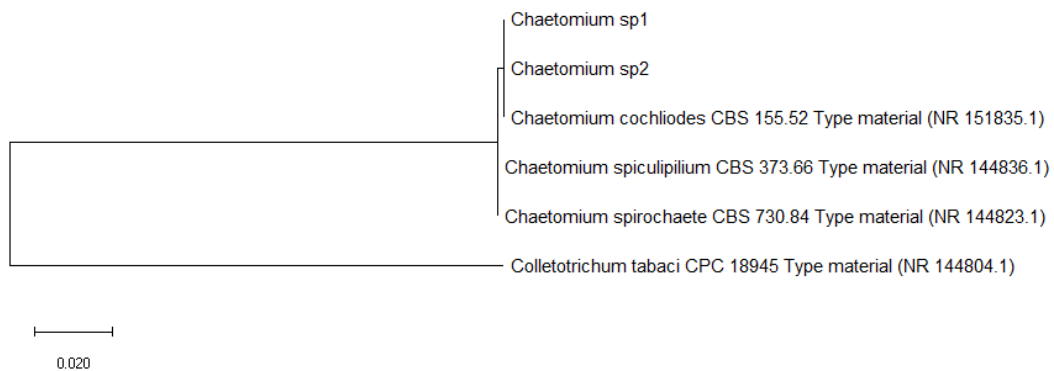 Chaetomium sp1
Chaetomium sp2
Chaetomium cochliodes CBS 155.52 Type material (NR 151835.1)
Chaetomium spiculipilium CBS 373.66 Type material (NR 144836.1)
Chaetomium spirochaete CBS 730.84 Type material (NR 144823.1)
Colletotrichum tabaci CPC 18945 Type material (NR 144804.1)
0.020